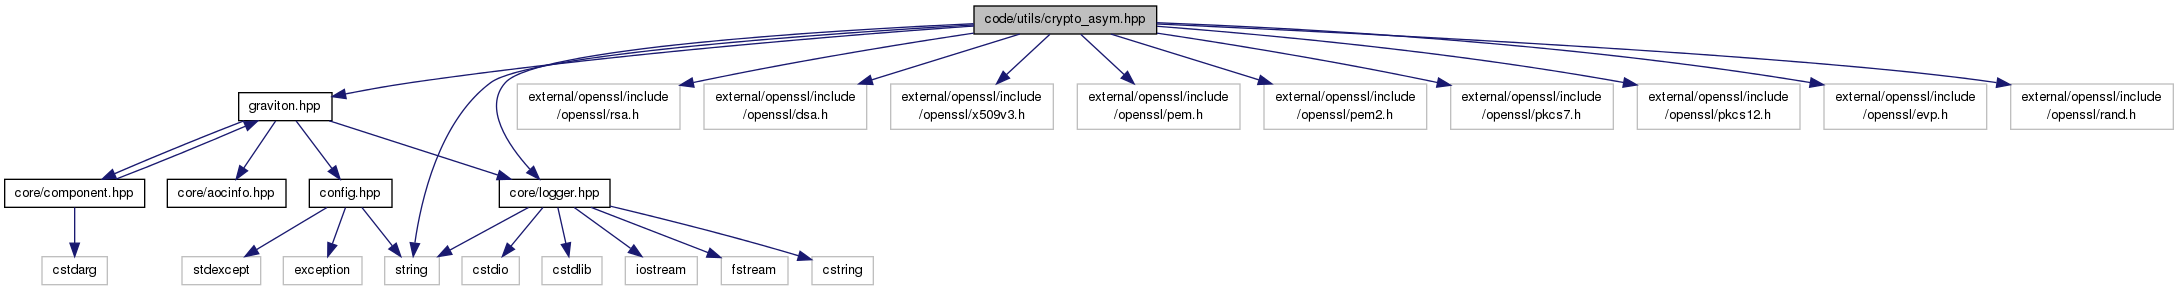 code/utils/crypto_asym.hpp
graviton.hpp
external/openssl/include
/openssl/rsa.h
external/openssl/include
/openssl/dsa.h
external/openssl/include
/openssl/x509v3.h
external/openssl/include
/openssl/pem.h
external/openssl/include
/openssl/pem2.h
external/openssl/include
/openssl/pkcs7.h
external/openssl/include
/openssl/pkcs12.h
external/openssl/include
/openssl/evp.h
external/openssl/include
/openssl/rand.h
core/component.hpp
core/aocinfo.hpp
config.hpp
core/logger.hpp
cstdarg
stdexcept
exception
string
cstdio
cstdlib
iostream
fstream
cstring